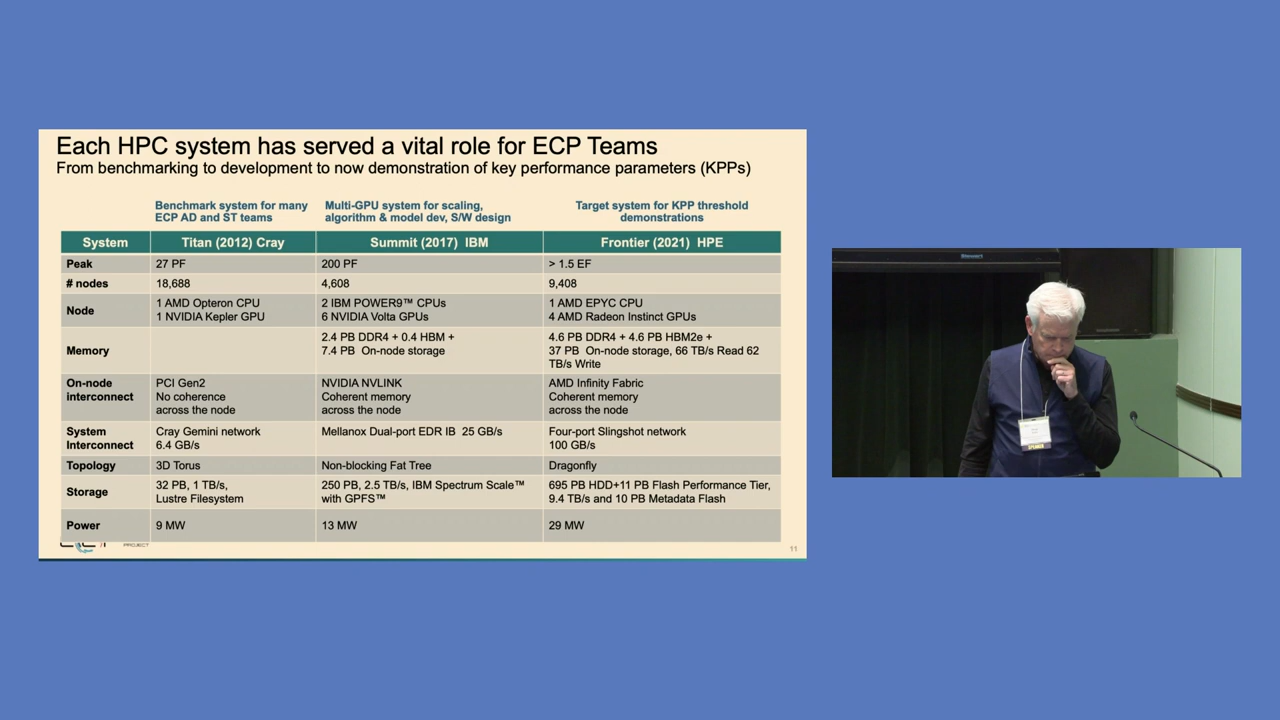 Each HPC system has served a vital role for ECP Teams
From benchmarking to development to now demonstration of key performance parameters (KPPs)
Benchmark system for many
ECP AD and ST teams
Multi-GPU system for scaling,
algorithm & model dev, S/W design
Target system for KPP threshold
demonstrations
System
Titan (2012) Cray
Summit (2017) IBM
Frontier (2021) HPE
Peak
27 PF
200 PF
> 1.5 EF
# nodes
18,688
4,608
9,408
Node
1 AMD Opteron CPU
1 NVIDIA Kepler GPU
2 IBM POWER9™ CPUs
6 NVIDIA Volta GPUs
1 AMD EPYC CPU
4 AMD Radeon Instinct GPUs
Memory
2.4 PB DDR4 + 0.4 HBM +
7.4 PB On-node storage
4.6 PB DDR4 + 4.6 PB HBM2e +
37 PB On-node storage, 66 TB/s Read 62
TB/s Write
On-node
interconnect
PCI Gen2
No coherence
across the node
NVIDIA NVLINK
Coherent memory
across the node
AMD Infinity Fabric
Coherent memory
across the node
System
Interconnect
Cray Gemini network
6.4 GB/s
Mellanox Dual-port EDR IB 25 GB/s
Four-port Slingshot network
100 GB/s
Topology
3D Torus
Non-blocking Fat Tree
Dragonfly
Storage
32 PB, 1 TB/s,
Lustre Filesystem
250 PB, 2.5 TB/s, IBM Spectrum Scale™
with GPFS™
695 PB HDD+11 PB Flash Performance Tier,
9.4 TB/s and 10 PB Metadata Flash
Power
9 MW
13 MW
29 MW
PROJECT
11
Stewart
SPEAKER